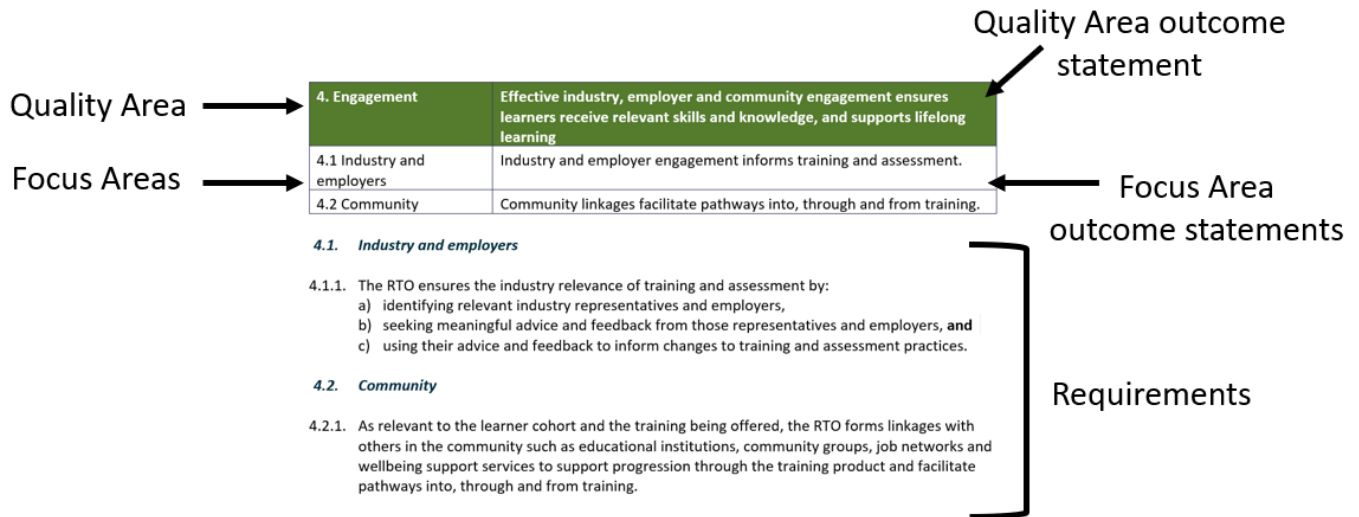 Quality Area outcome
statement
Quality Area
4. Engagement
Effective industry, employer and community engagement ensures
learners receive relevant skills and knowledge, and supports lifelong
learning
Focus Areas
4.1 Industry and
employers
Industry and employer engagement informs training and assessment.
4.2 Community
Community linkages facilitate pathways into, through and from training.
Focus Area
outcome statements
4.1. Industry and employers
4.1.1. The RTO ensures the industry relevance of training and assessment by:
a) identifying relevant industry representatives and employers,
b) seeking meaningful advice and feedback from those representatives and employers, and
c) using their advice and feedback to inform changes to training and assessment practices.
4.2. Community
Requirements
4.2.1. As relevant to the learner cohort and the training being offered, the RTO forms linkages with
others in the community such as educational institutions, community groups, job networks and
wellbeing support services to support progression through the training product and facilitate
pathways into, through and from training.